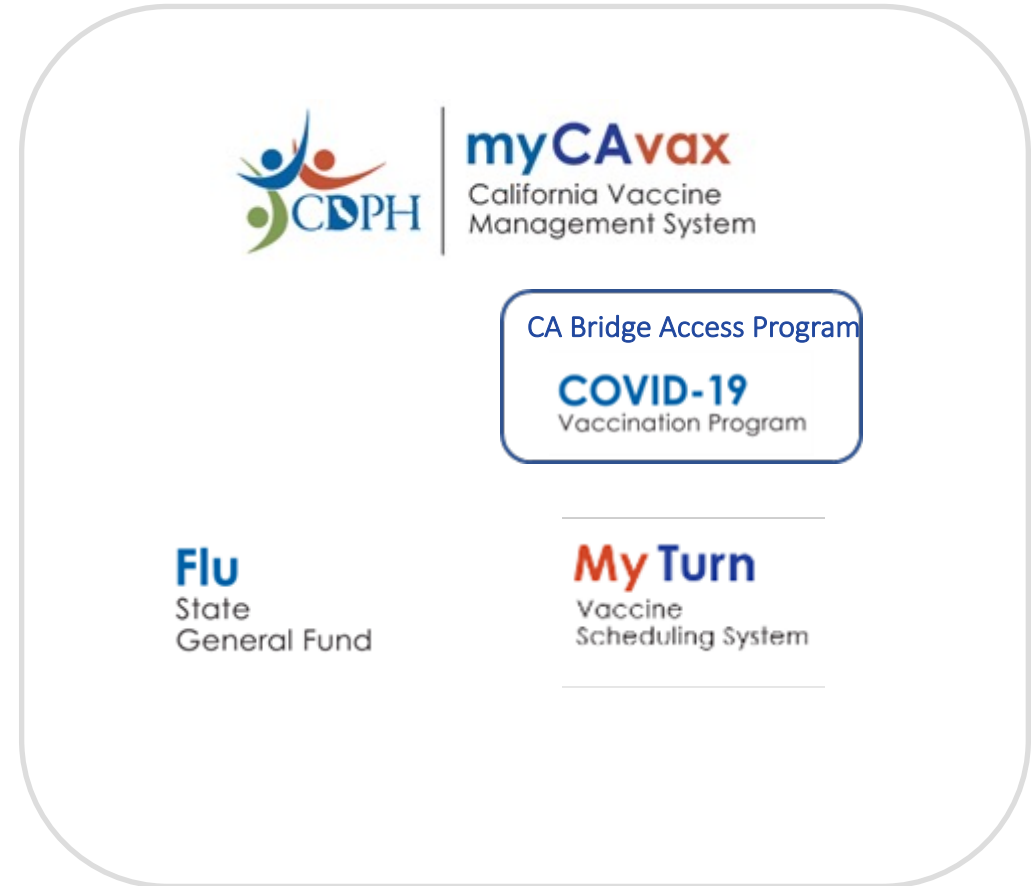 CDPH
myCAvax
California Vaccine
Management System
CA Bridge Access Program
COVID-19
Vaccination Program
Flu
State
General Fund
My Turn
Vaccine
Scheduling System